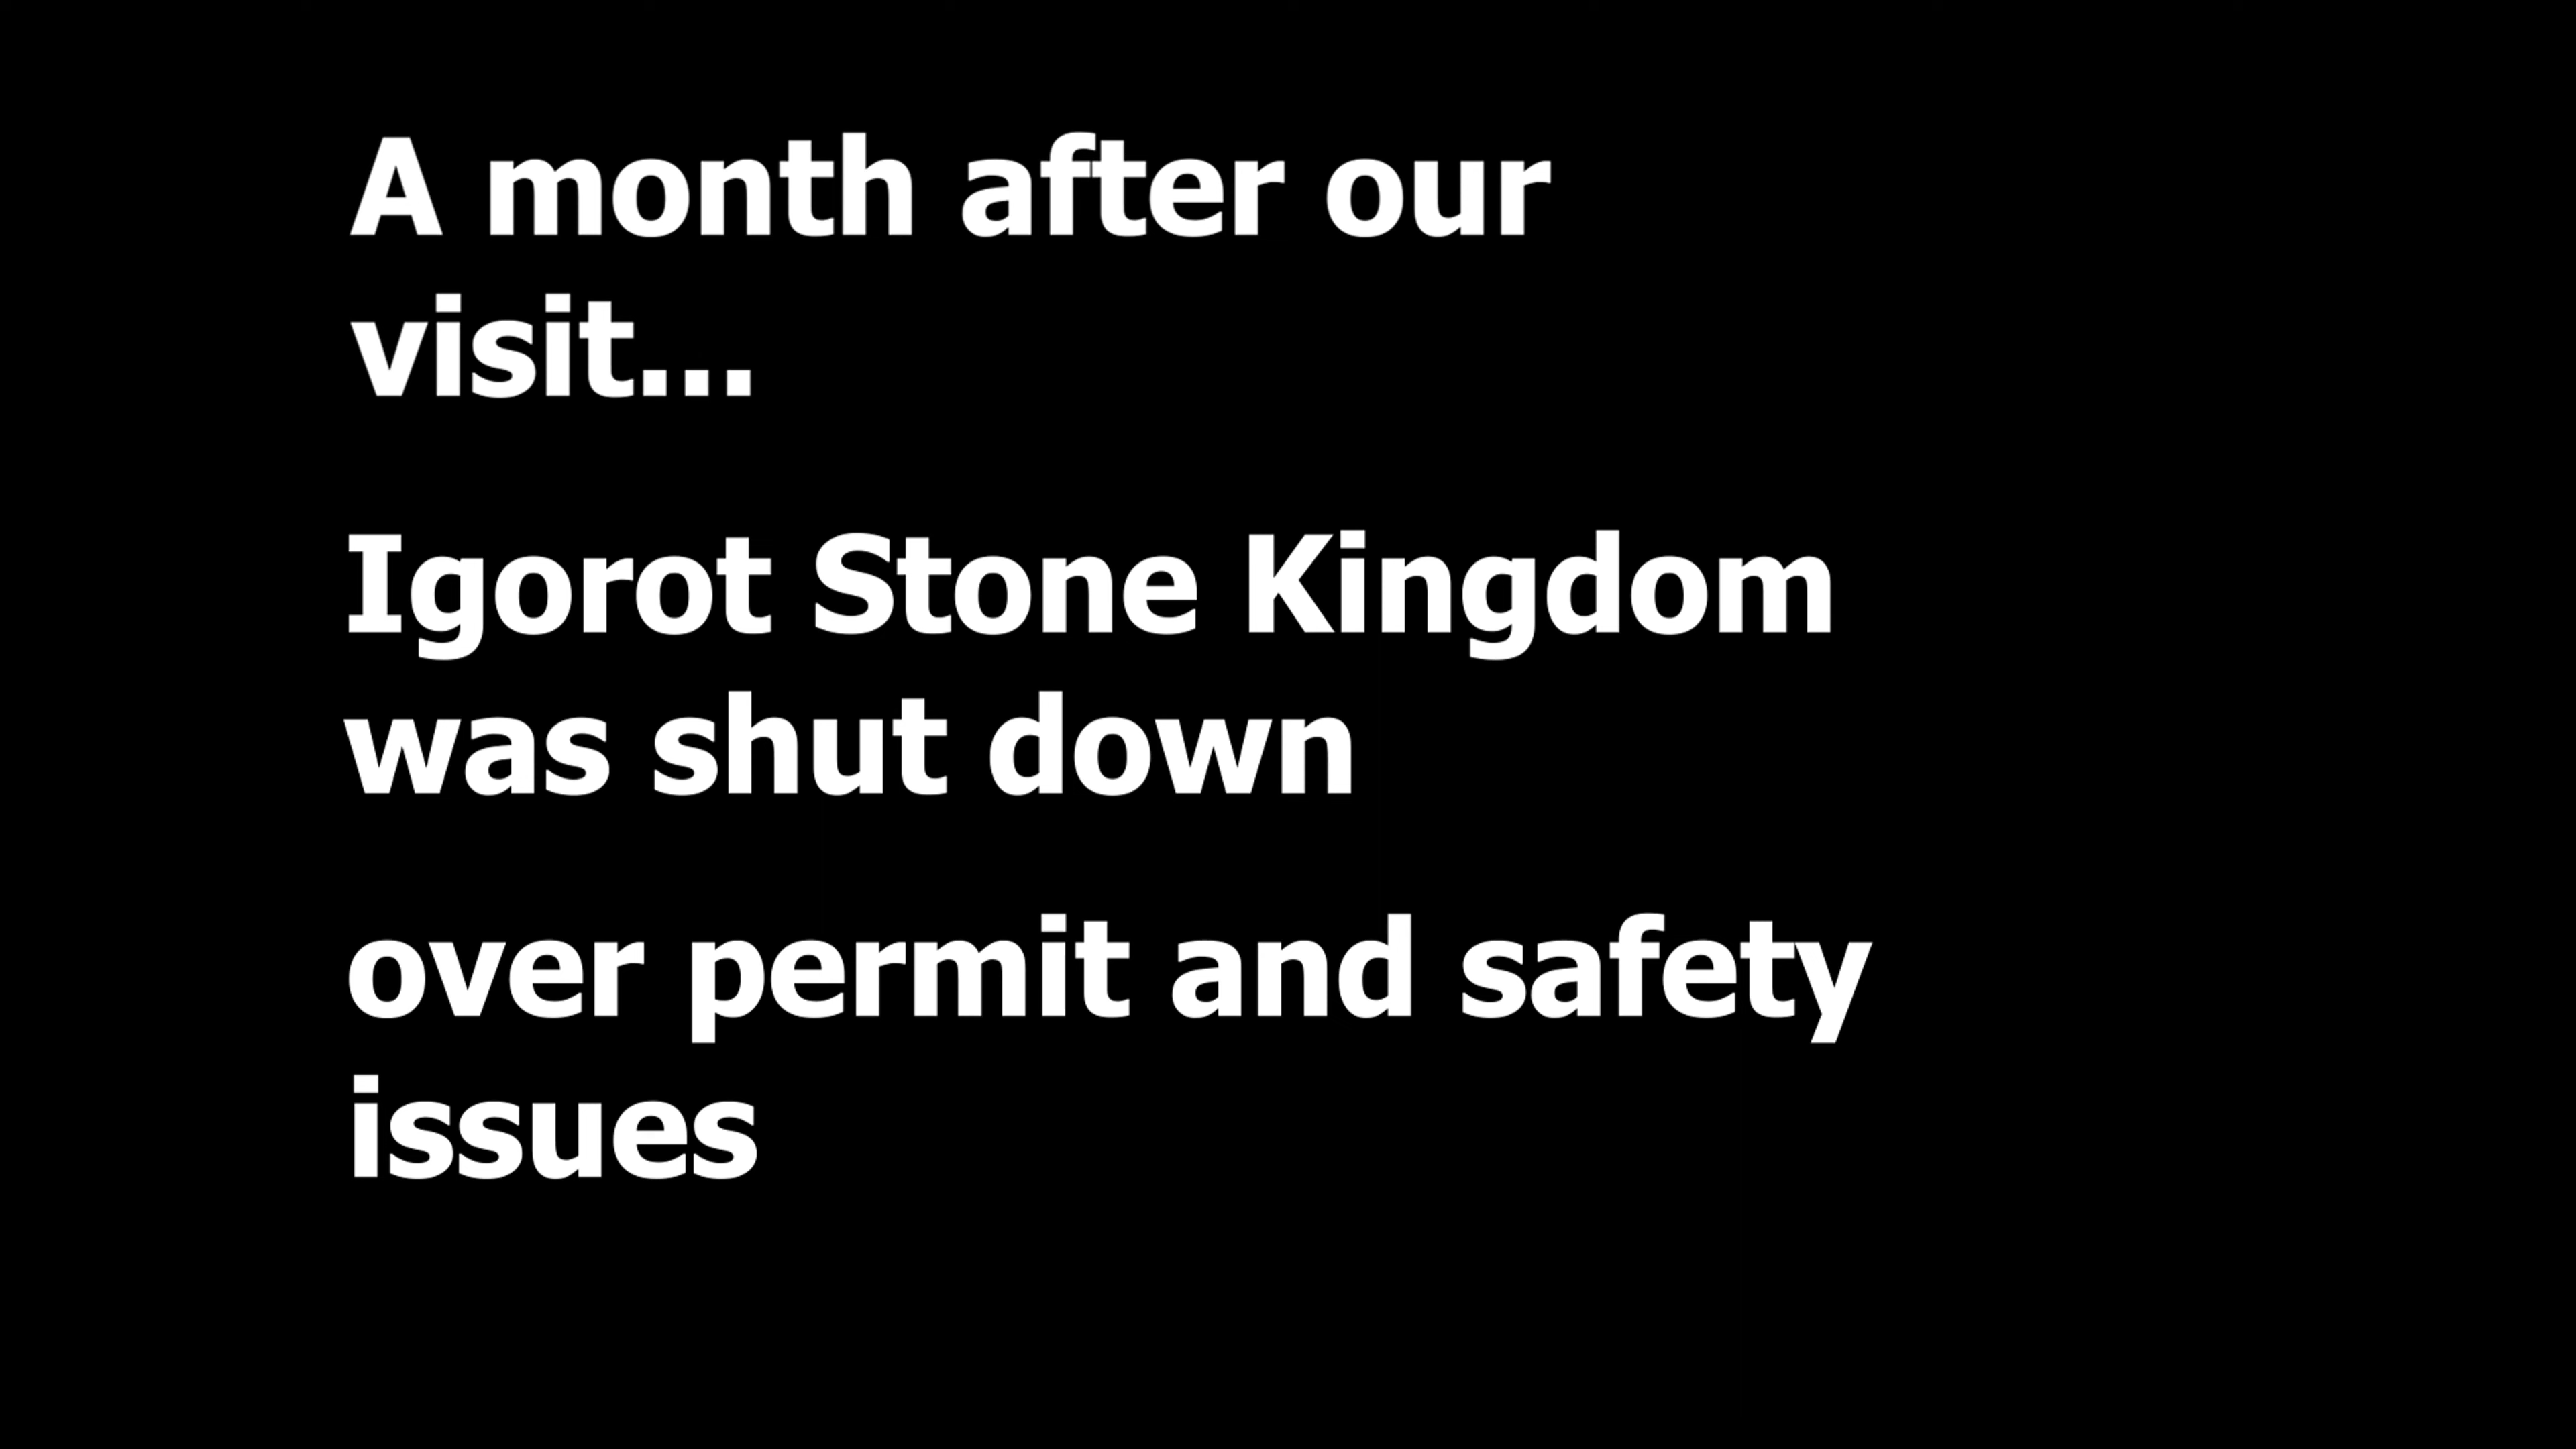 A month after our
visit...
Igorot Stone Kingdom
was shut down
over permit and safety
issues